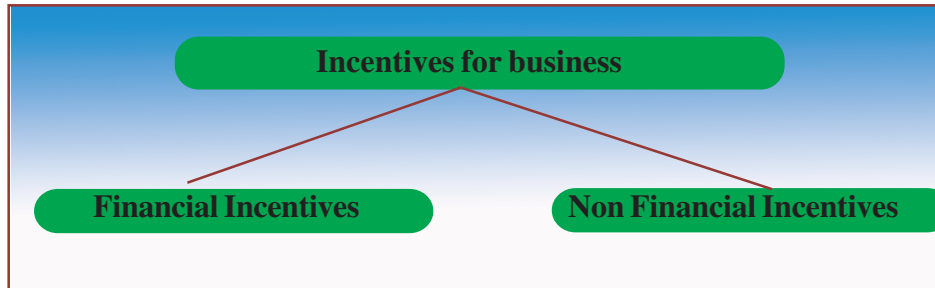 Incentives for business
Financial Incentives
Non Financial Incentives